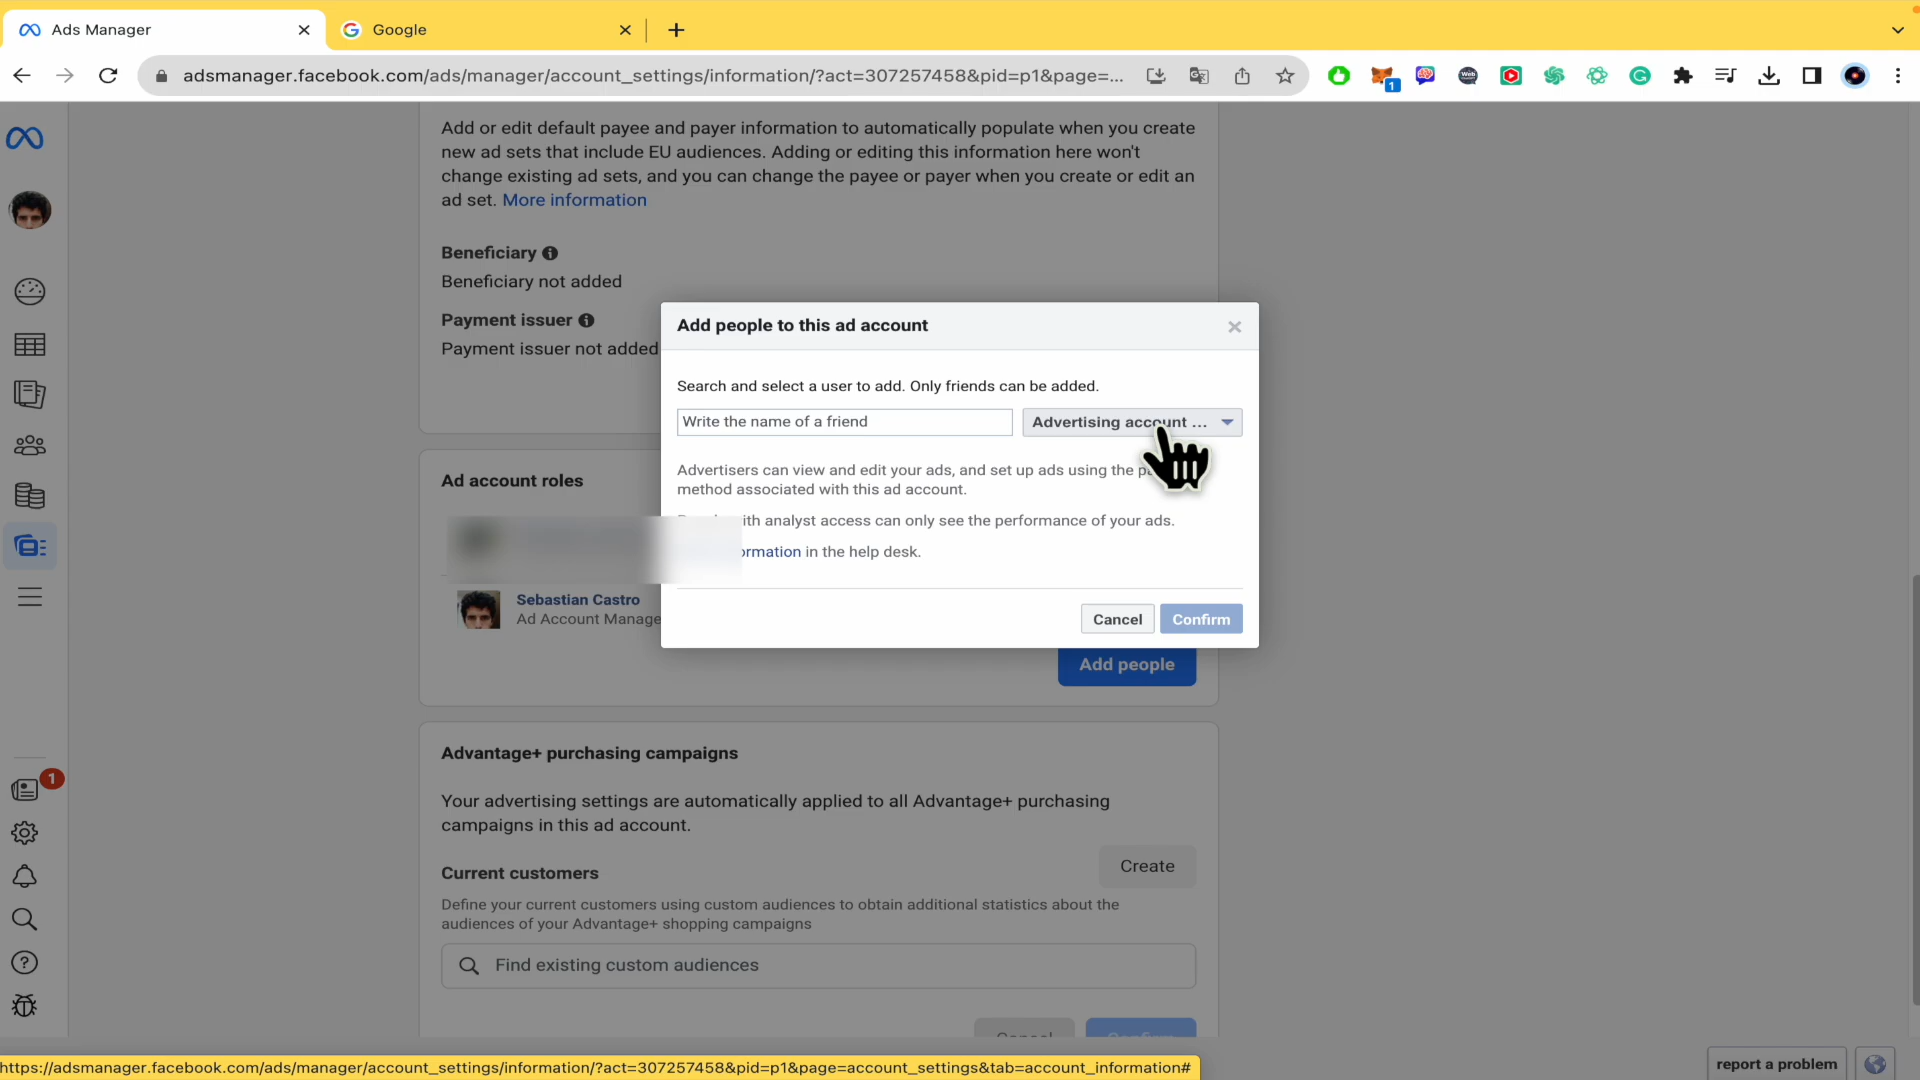 Ads Manager
Google
adsmanager.facebook.com/ads/manager/account_settings/information/?act=307257458&pid=p1&page=...
1
Add or edit default payee and payer information to automatically populate when you create
new ad sets that include EU audiences. Adding or editing this information here won't
change existing ad sets, and you can change the payee or payer when you create or edit an
ad set. More information
Beneficiary
Beneficiary not added
Payment issuer
Payment issuer not added
Add people to this ad account
Search and select a user to add. Only friends can be added.
Write the name of a friend
Advertising account ...
Advertisers can view and edit your ads, and set up ads using the
method associated with this ad account.
with analyst access can only see the performance of your ads.
in the help desk.
Cancel
Confirm
Ad account roles
Sebastian Castro
Ad Account Manage
Add people
Advantage+ purchasing campaigns
Your advertising settings are automatically applied to all Advantage+ purchasing
campaigns in this ad account.
Create
Current customers
Define your current customers using custom audiences to obtain additional statistics about the
audiences of your Advantage+ shopping campaigns
Find existing custom audiences
1
https://adsmanager.facebook.com/ads/manager/account_settings/information/?act=307257458&pid=p1&page=account_settings&tab=account_information#
report a problem